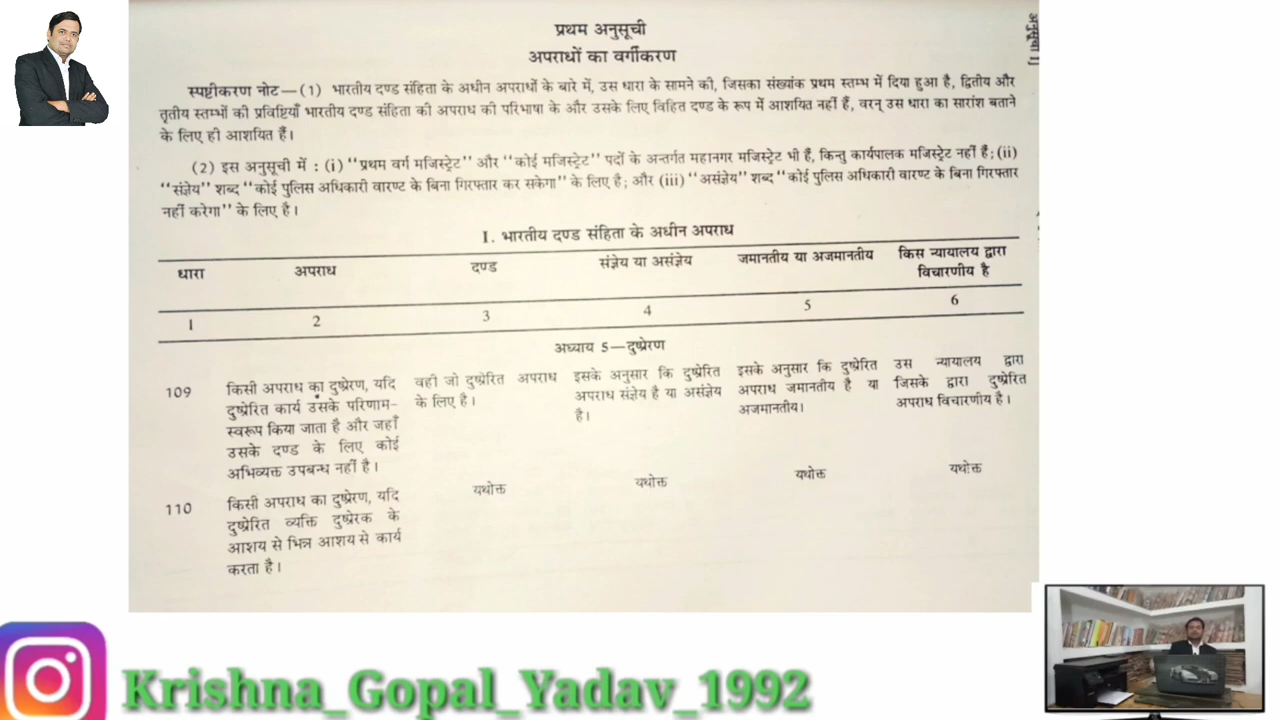 प्रथम अनुसूची
अपराधों का वर्गीकरण
स्पष्टीकरण नोट—(1) भारतीय दण्ड संहिता के अधीन अपराधों के बारे में, उस धारा के सामने की, जिसका संख्यांक प्रथम स्तम्भ में दिया हुआ है, द्वितीय और
तृतीय स्तम्भों की प्रविष्टियाँ भारतीय दण्ड संहिता की अपराध की परिभाषा के और उसके लिए विहित दण्ड के रूप में आशयित नहीं हैं, वरन् उस धारा का सारांश बताने
के लिए ही आशयित हैं।
(2) इस अनुसूची में : (i) "प्रथम वर्ग मजिस्ट्रेट" और "कोई मजिस्ट्रेट" पदों के अन्तर्गत महानगर मजिस्ट्रेट भी हैं, किन्तु कार्यपालक मजिस्ट्रेट नहीं हैं; (ii)
"संज्ञेय" शब्द "कोई पुलिस अधिकारी वारण्ट के बिना गिरफ्तार कर सकेगा" के लिए है; और (iii) "असंज्ञेय" शब्द "कोई पुलिस अधिकारी वारण्ट के बिना गिरफ्तार
नहीं करेगा" के लिए है।
I. भारतीय दण्ड संहिता के अधीन अपराध
धारा अपराध दण्ड संज्ञेय या असंज्ञेय जमानतीय या अजमानतीय किस न्यायालय द्वारा
विचारणीय है
1 2 3 4 5 6
अध्याय 5—दुष्प्रेरण
109 किसी अपराध का दुष्प्रेरण, यदि वही जो दुष्प्रेरित अपराध इसके अनुसार कि दुष्प्रेरित इसके अनुसार कि दुष्प्रेरित उस न्यायालय द्वारा
दुष्प्रेरित कार्य उसके परिणाम- के लिए है। अपराध संज्ञेय है या असंज्ञेय अपराध जमानतीय है या जिसके द्वारा दुष्प्रेरित
स्वरूप किया जाता है और जहाँ है। अजमानतीय। अपराध विचारणीय है।
उसके दण्ड के लिए कोई
अभिव्यक्त उपबन्ध नहीं है।
110 किसी अपराध का दुष्प्रेरण, यदि यथोक्त यथोक्त यथोक्त यथोक्त
दुष्प्रेरित व्यक्ति दुष्प्रेरक के
आशय से भिन्न आशय से कार्य
करता है।
Krishna_Gopal_Yadav_1992